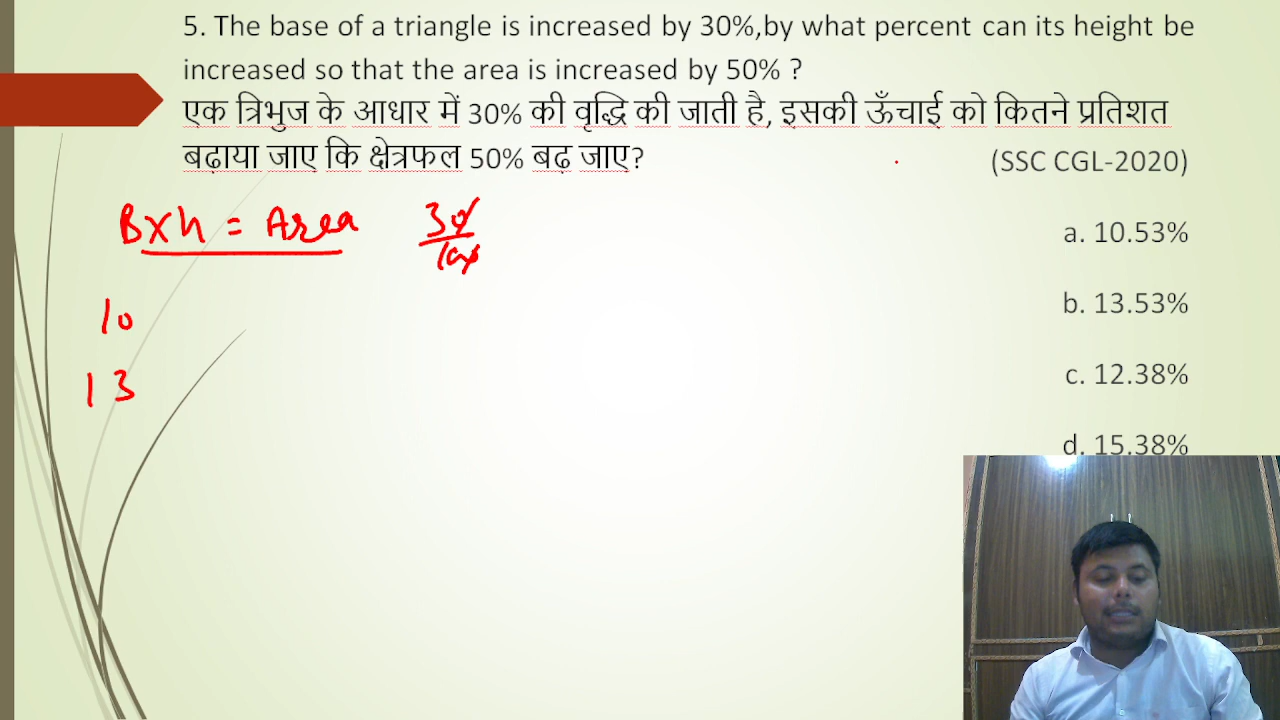 5. The base of a triangle is increased by 30%,by what percent can its height be
increased so that the area is increased by 50% ?
एक त्रिभुज के आधार में 30% की वृद्धि की जाती है, इसकी ऊँचाई को कितने प्रतिशत
बढ़ाया जाए कि क्षेत्रफल 50% बढ़ जाए?
(SSC CGL-2020)
B×h = Area
30
100
a. 10.53%
10
b. 13.53%
13
c. 12.38%
d. 15.38%